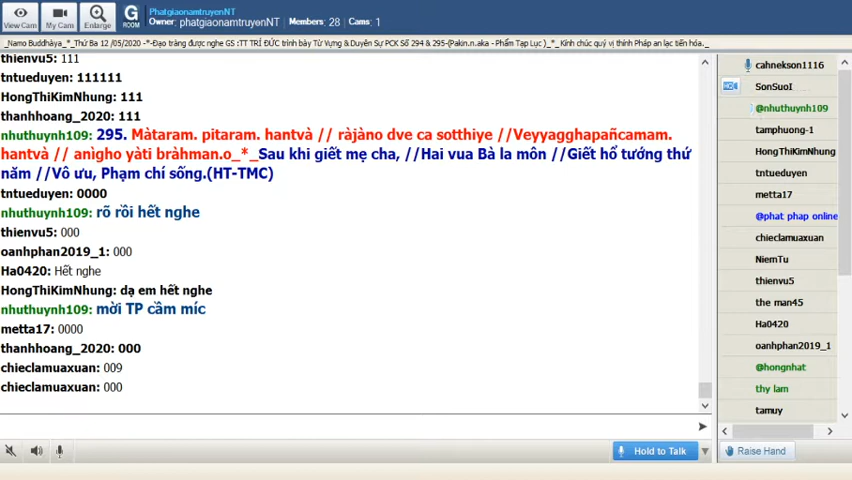 View Cam
My Cam
Enlarge
G
ROOM
PhatgiaonamtruyenNT
Owner: phatgiaonamtruyenNT Members: 28 Cams: 1
_Namo Buddhàya_*_Thứ Ba 12 /05/2020 -*-Đạo tràng được nghe GS :TT TRÍ ĐỨC trình bày Từ Vựng &Duyên Sự PCK Số 294 & 295-(Pakin.n.aka - Phẩm Tạp Lục )_*_Kính chúc quý vị thính Pháp an lạc tiến hóa._
thienvu5: 111
tntueduyen: 111111
HongThiKimNhung: 111
thanhhoang_2020: 111
nhuthuynh109: 295. Màtaram. pitaram. hantvà // ràjàno dve ca sotthiye //Veyyagghapañcamam.
hantvà // anìgho yàti bràhman.o_*_Sau khi giết mẹ cha, //Hai vua Bà la môn //Giết hổ tướng thứ
năm //Vô ưu, Phạm chí sống.(HT-TMC)
tntueduyen: 0000
nhuthuynh109: rõ rồi hết nghe
thienvu5: 000
oanhphan2019_1: 000
Ha0420: Hết nghe
HongThiKimNhung: dạ em hết nghe
nhuthuynh109: mời TP cầm míc
metta17: 0000
thanhhoang_2020: 000
chieclamuaxuan: 009
chieclamuaxuan: 000
Hold to Talk
cahnekson1116
SonSuoI
@nhuthuynh109
tamphuong-1
HongThiKimNhung
tntueduyen
metta17
@phat phap online
chieclamuaxuan
NiemTu
thienvu5
the man45
Ha0420
oanhphan2019_1
@hongnhat
thy lam
tamuy
Raise Hand